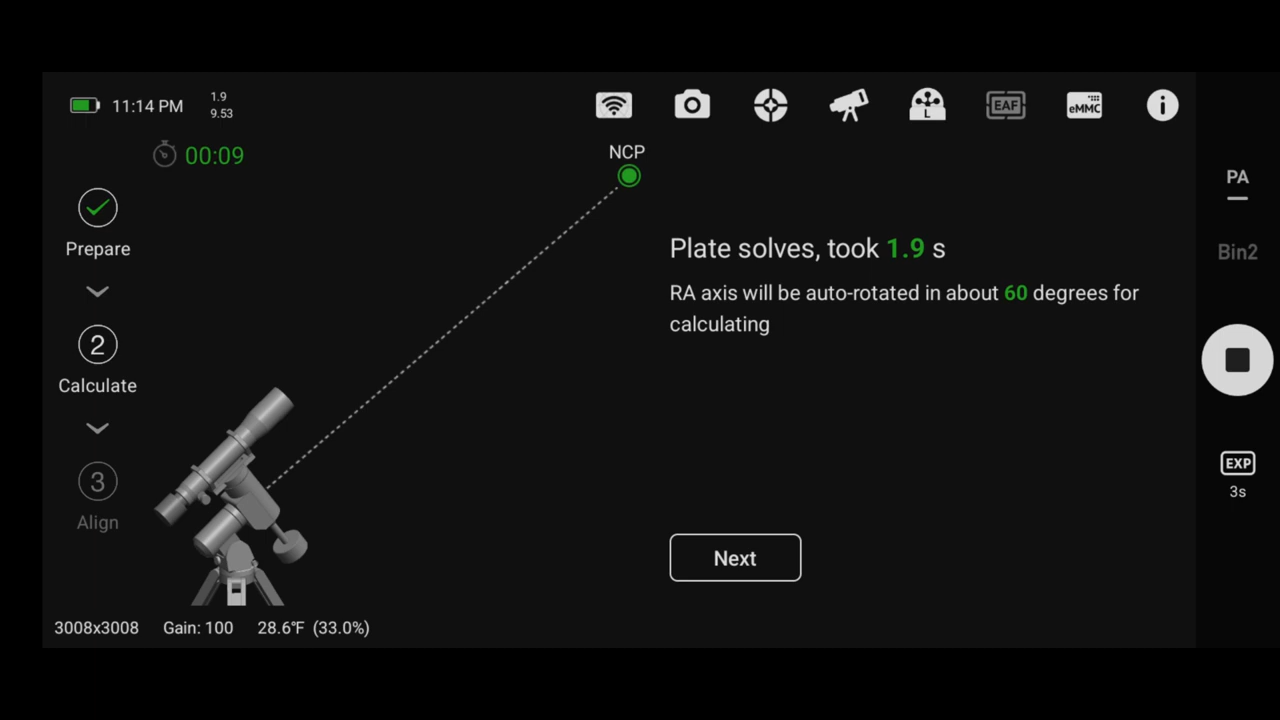 11:14 PM
1.9
9.53
L
EAF
eMMC
i
00:09
NCP
PA
Prepare
Plate solves, took 1.9 s
Bin2
RA axis will be auto-rotated in about 60 degrees for
calculating
2
Calculate
EXP
3s
3
Align
Next
3008x3008 Gain: 100 28.6°F (33.0%)